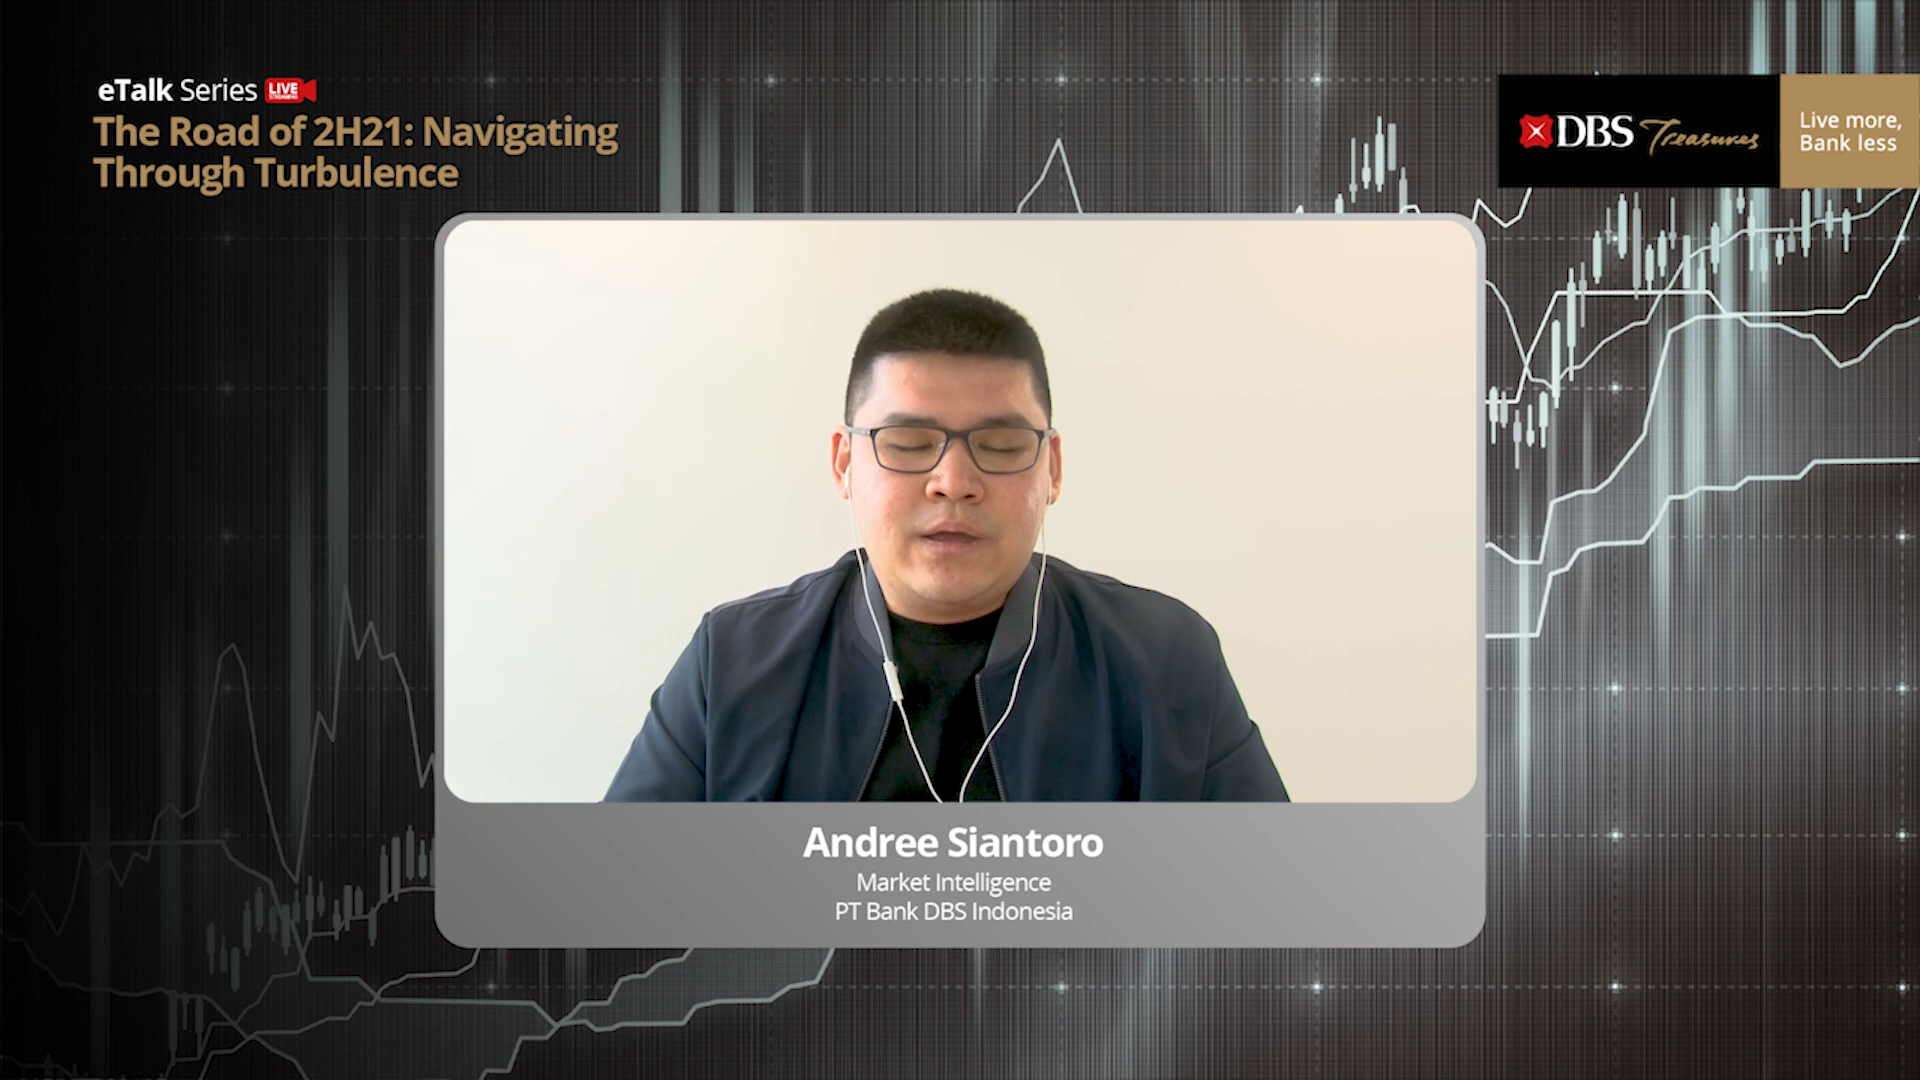 eTalk Series LIVE
The Road of 2H21: Navigating
Through Turbulence
DBS Treasures
Live more,
Bank less
Andree Siantoro
Market Intelligence
PT Bank DBS Indonesia